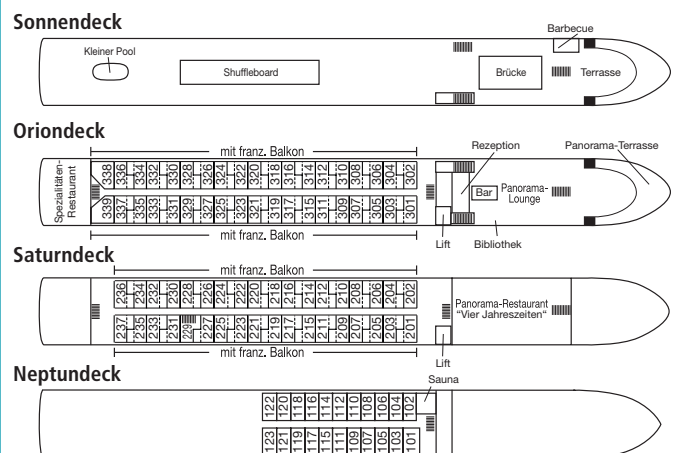 Sonnendeck
Barbecue
Kleiner Pool
Shuffleboard
Brücke
Terrasse
Oriondeck
mit franz. Balkon
Rezeption
Panorama-Terrasse
Spezialitäten-
Restaurant
338 336 334 332 330 328 326 324 322 320 318 316 314 312 310 308 306 304 302
339 337 335 333 331 329 327 325 323 321 319 317 315 311 309 307 305 303 301
Bar
Panorama-
Lounge
mit franz. Balkon
Lift
Bibliothek
Saturndeck
mit franz. Balkon
236 234 232 230 228 226 224 222 220 218 216 214 212 210 208 206 204 202
237 235 233 231 229 227 225 223 221 219 217 215 211 209 207 205 203 201
Panorama-Restaurant
"Vier Jahreszeiten"
mit franz. Balkon
Lift
Neptundeck
Sauna
122 120 118 116 114 112 110 108 106 104 102
123 121 119 117 115 111 109 107 105 103 101